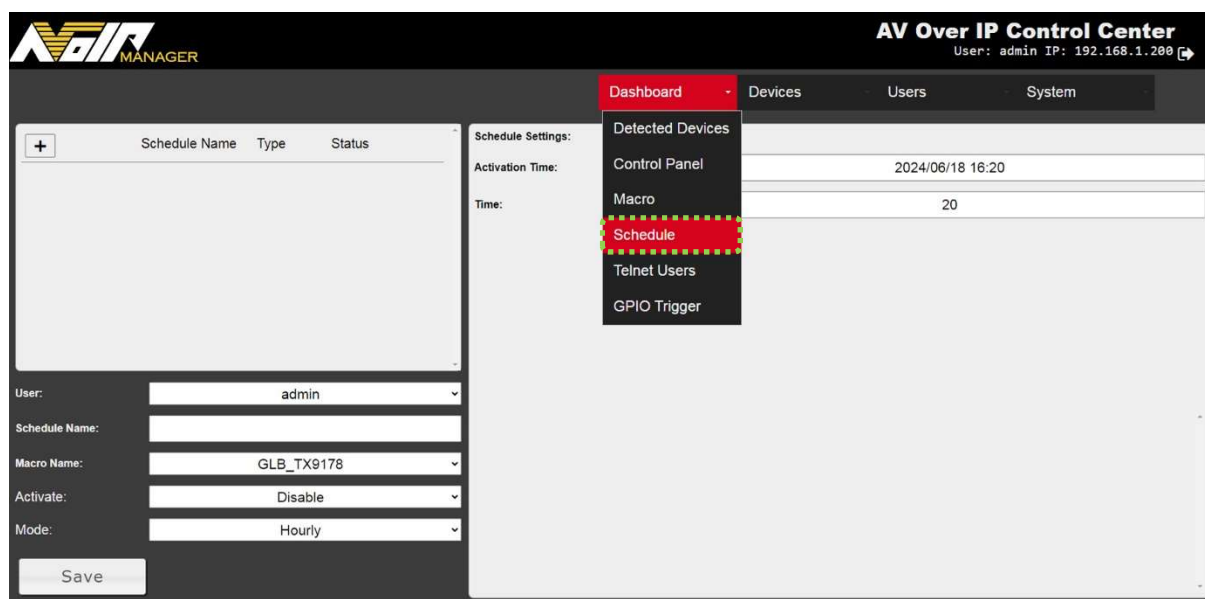 AVoIP MANAGER
AV Over IP Control Center
User: admin IP: 192.168.1.200
Dashboard Devices Users System
Detected Devices
Control Panel
Macro
Schedule
Telnet Users
GPIO Trigger
+ Schedule Name Type Status
User: admin
Schedule Name:
Macro Name: GLB_TX9178
Activate: Disable
Mode: Hourly
Save
Schedule Settings:
Activation Time: 2024/06/18 16:20
Time: 20